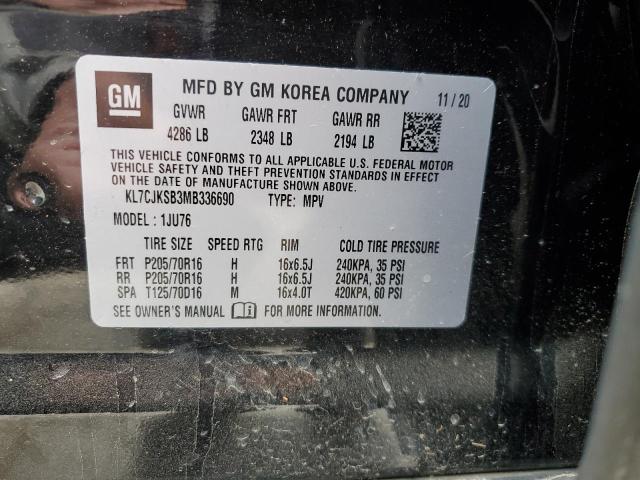 GM MFD BY GM KOREA COMPANY 11/20
GVWR GAWR FRT GAWR RR
4286 LB 2348 LB 2194 LB
THIS VEHICLE CONFORMS TO ALL APPLICABLE U.S. FEDERAL MOTOR
VEHICLE SAFETY AND THEFT PREVENTION STANDARDS IN EFFECT
ON THE DATE OF MANUFACTURE SHOWN ABOVE.
KL7CJKSB3MB336690 TYPE: MPV
MODEL: 1JU76
TIRE SIZE SPEED RTG RIM COLD TIRE PRESSURE
FRT P205/70R16 H 16x6.5J 240KPA, 35 PSI
RR P205/70R16 H 16x6.5J 240KPA, 35 PSI
SPA T125/70D16 M 16x4.0T 420KPA, 60 PSI
SEE OWNER'S MANUAL FOR MORE INFORMATION.